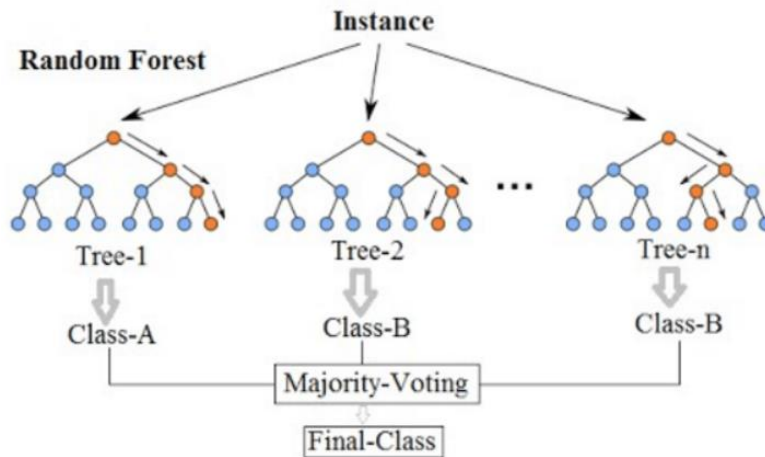 Instance
Random Forest
...
Tree-1
Tree-2
Tree-n
Class-A
Class-B
Class-B
Majority-Voting
Final-Class